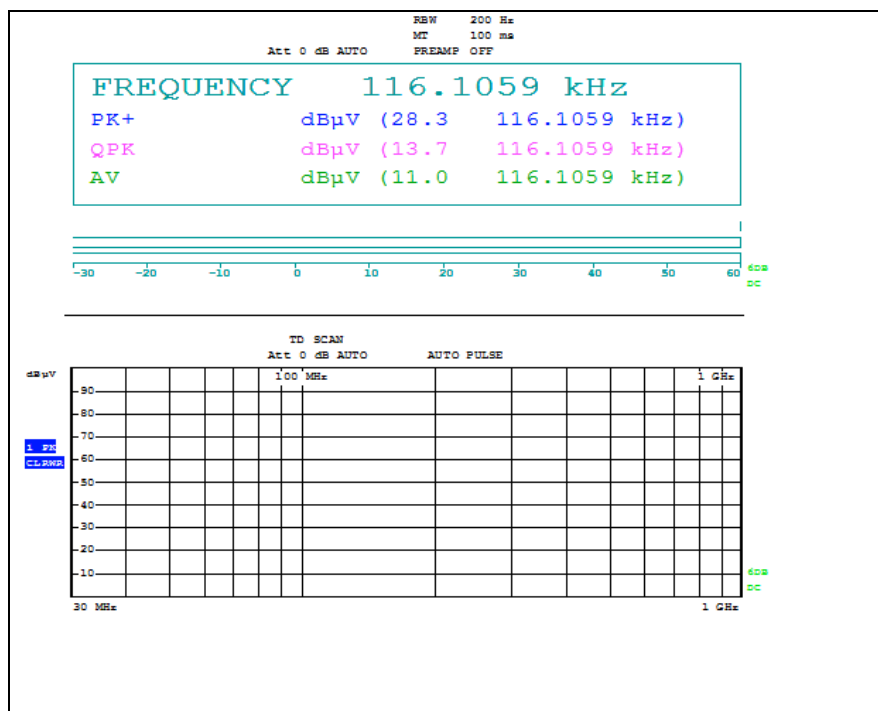 RBW 200 Hz
MT 100 ms
Att 0 dB AUTO PREAMP OFF
FREQUENCY 116.1059 kHz
PK+ dBµV (28.3 116.1059 kHz)
QPK dBµV (13.7 116.1059 kHz)
AV dBµV (11.0 116.1059 kHz)
-30 -20 -10 0 10 20 30 40 50 60 6DB
DC
TD SCAN
Att 0 dB AUTO AUTO PULSE
dBµV 100 MHz 1 GHz
90
80
70
1 PK
60
CLRWR
50
40
30
20
10 6DB
DC
30 MHz 1 GHz